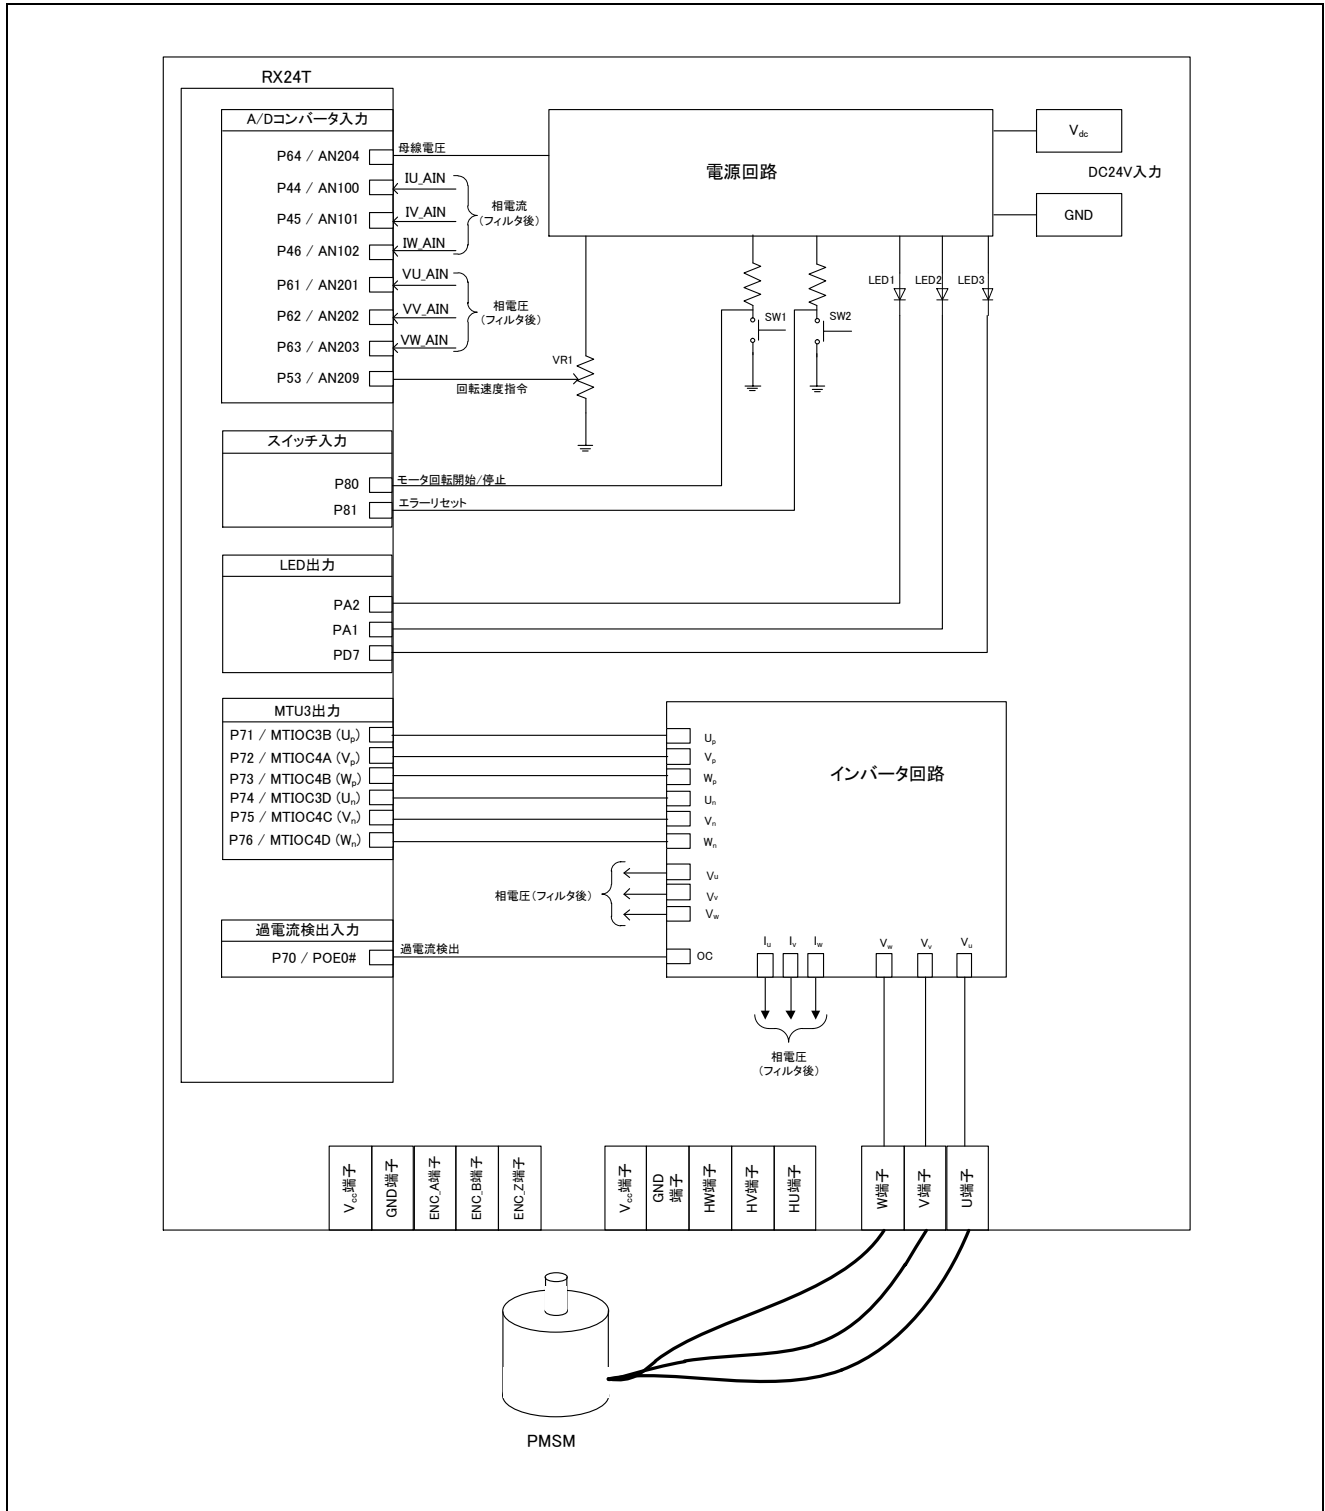 RX24T
A/Dコンバータ入力
P64 / AN204
P44 / AN100
P45 / AN101
P46 / AN102
P61 / AN201
P62 / AN202
P63 / AN203
P53 / AN209
母線電圧
IU_AIN
IV_AIN
IW_AIN
相電流
(フィルタ後)
VU_AIN
VV_AIN
VW_AIN
相電圧
(フィルタ後)
回転速度指令
VR1
電源回路
Vdc
DC24V入力
GND
SW1
SW2
LED1
LED2
LED3
スイッチ入力
P80
P81
モータ回転開始/停止
エラーリセット
LED出力
PA2
PA1
PD7
MTU3出力
P71 / MTIOC3B (Up)
P72 / MTIOC4A (Vp)
P73 / MTIOC4B (Wp)
P74 / MTIOC3D (Un)
P75 / MTIOC4C (Vn)
P76 / MTIOC4D (Wn)
インバータ回路
Up
Vp
Wp
Un
Vn
Wn
Vu
Vv
Vw
相電圧(フィルタ後)
過電流検出入力
P70 / POE0#
過電流検出
OC
Iu
Iv
Iw
Vw
Vv
Vu
相電圧
(フィルタ後)
Vcc端子
GND端子
ENC_A端子
ENC_B端子
ENC_Z端子
Vcc端子
GND
端子
HW端子
HV端子
HU端子
W端子
V端子
U端子
PMSM